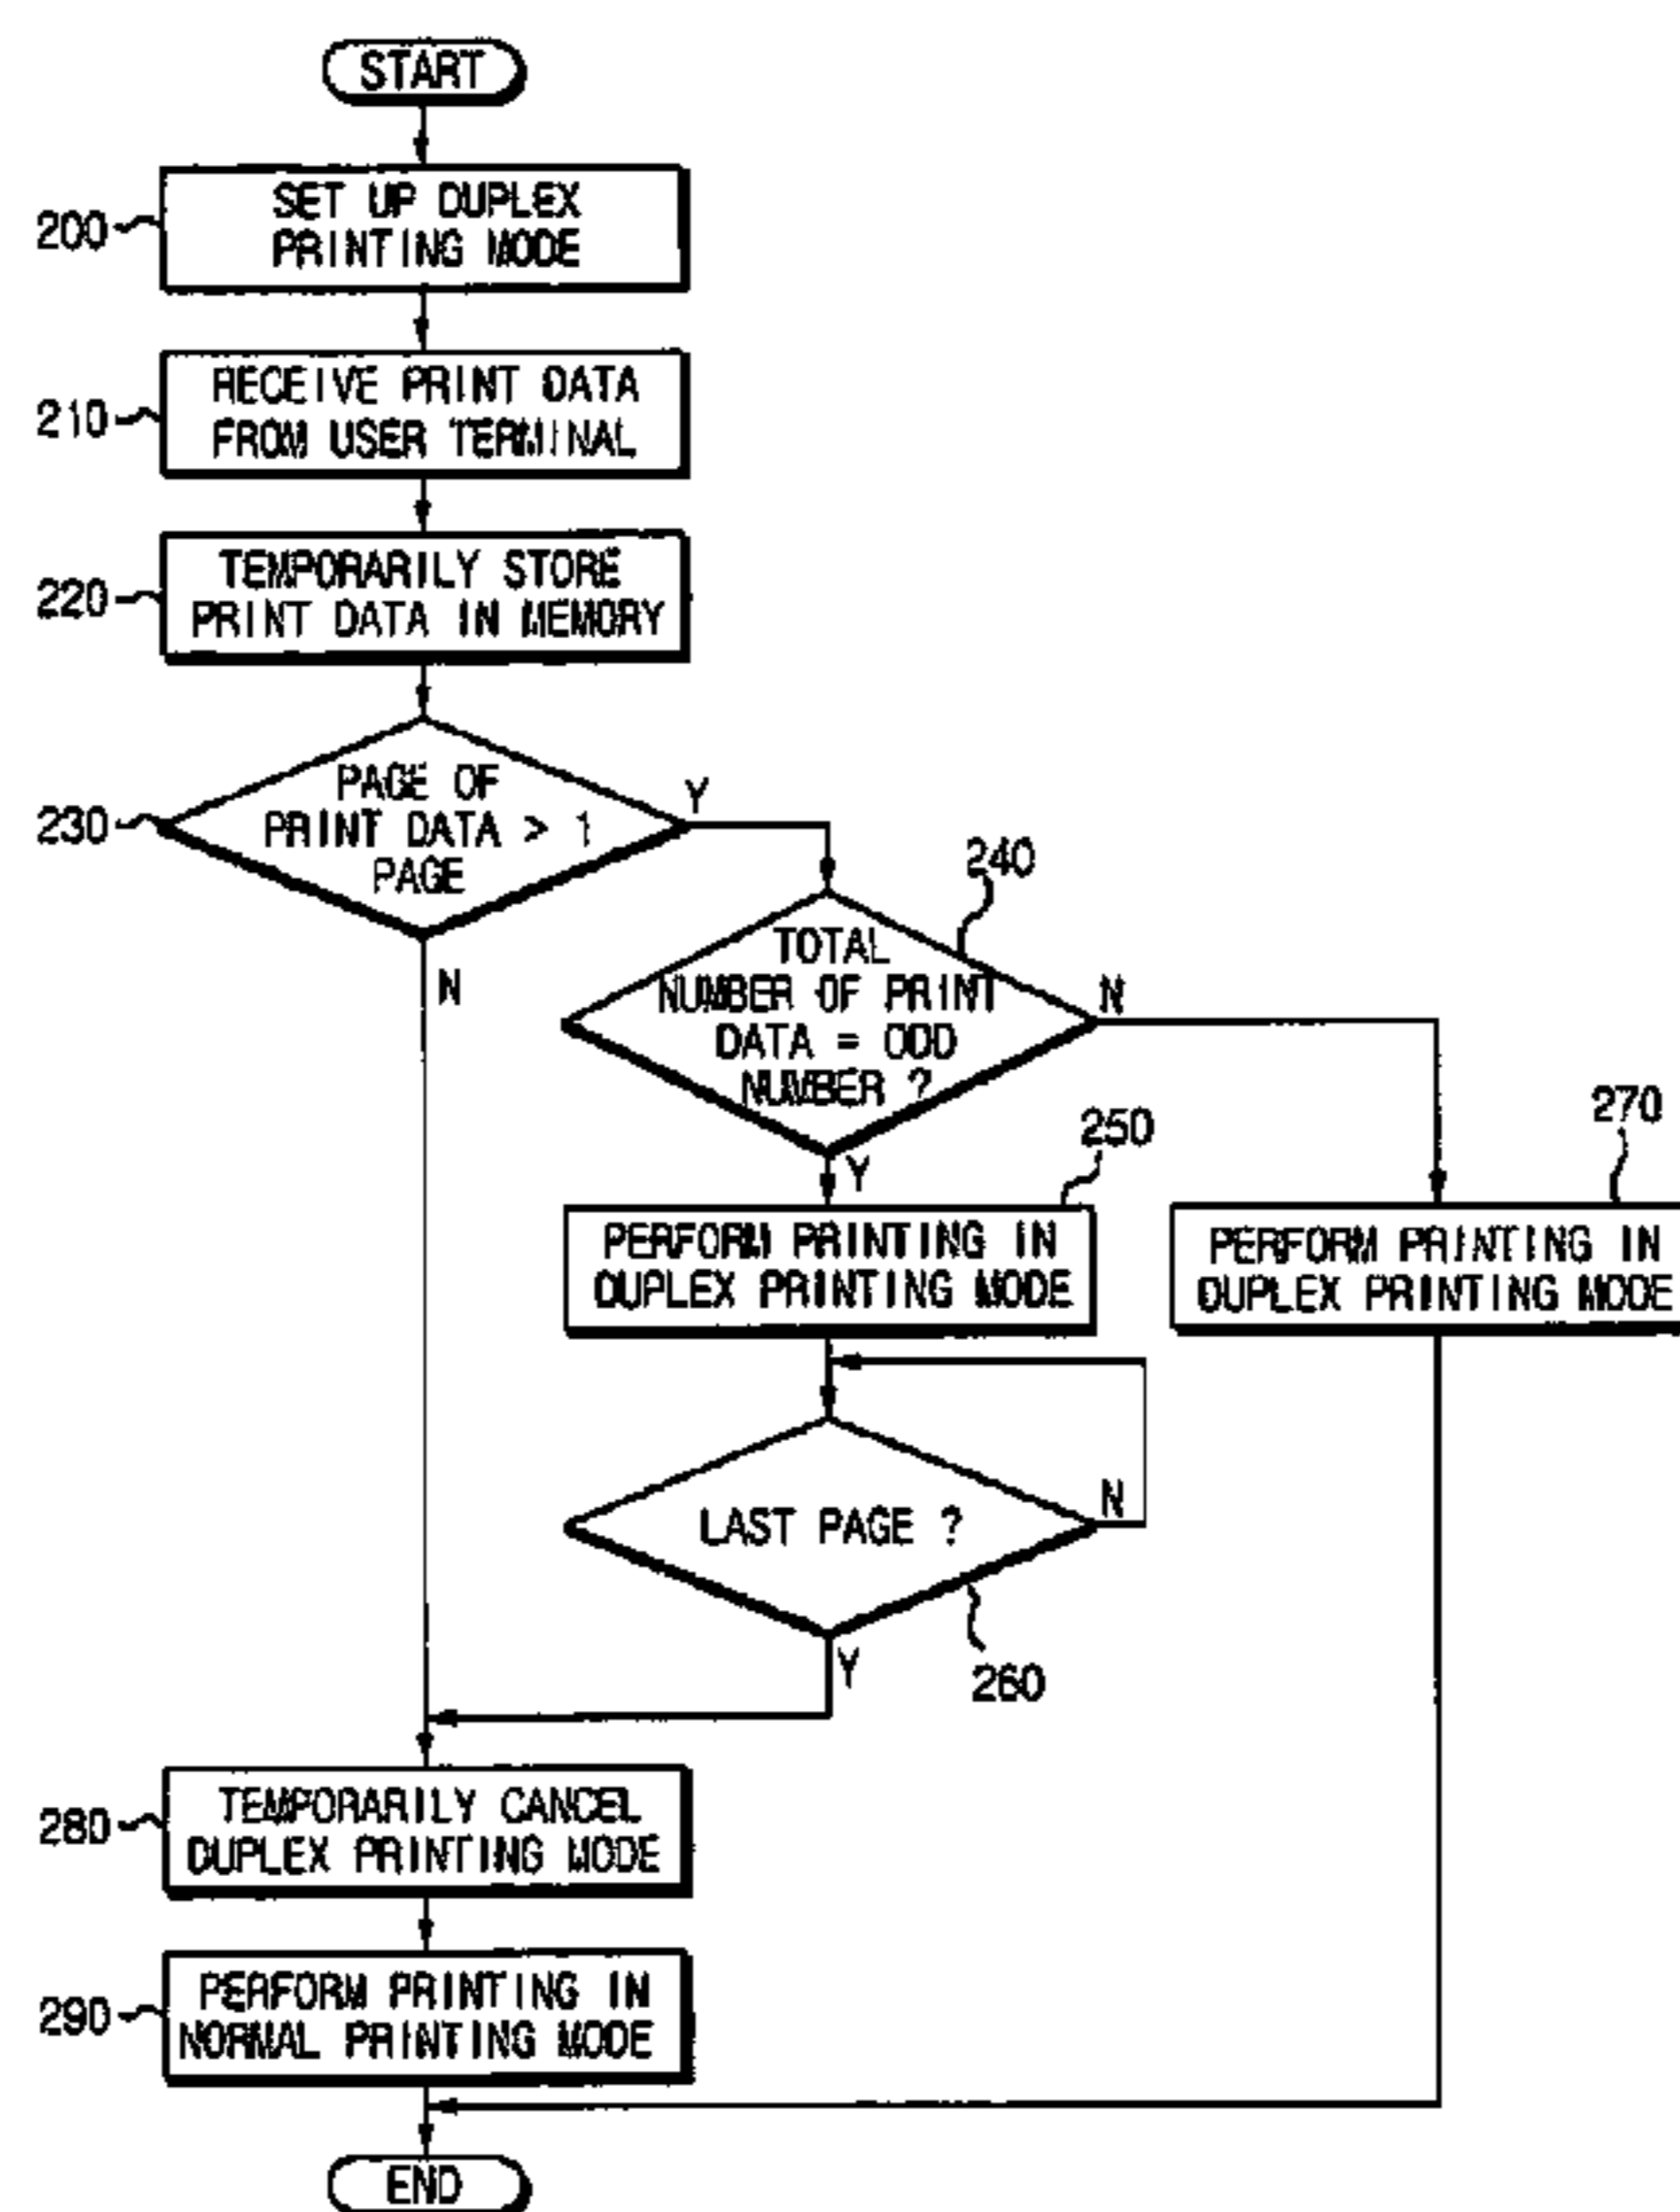 START
200
SET UP DUPLEX
PRINTING MODE
210
RECEIVE PRINT DATA
FROM USER TERMINAL
220
TEMPORARILY STORE
PRINT DATA IN MEMORY
230
PAGE OF
PRINT DATA > 1
PAGE
Y
N
240
TOTAL
NUMBER OF PRINT
DATA = ODD
NUMBER ?
N
Y
250
PERFORM PRINTING IN
DUPLEX PRINTING MODE
270
PERFORM PRINTING IN
DUPLEX PRINTING MODE
LAST PAGE ?
N
Y
260
280
TEMPORARILY CANCEL
DUPLEX PRINTING MODE
290
PERFORM PRINTING IN
NORMAL PRINTING MODE
END